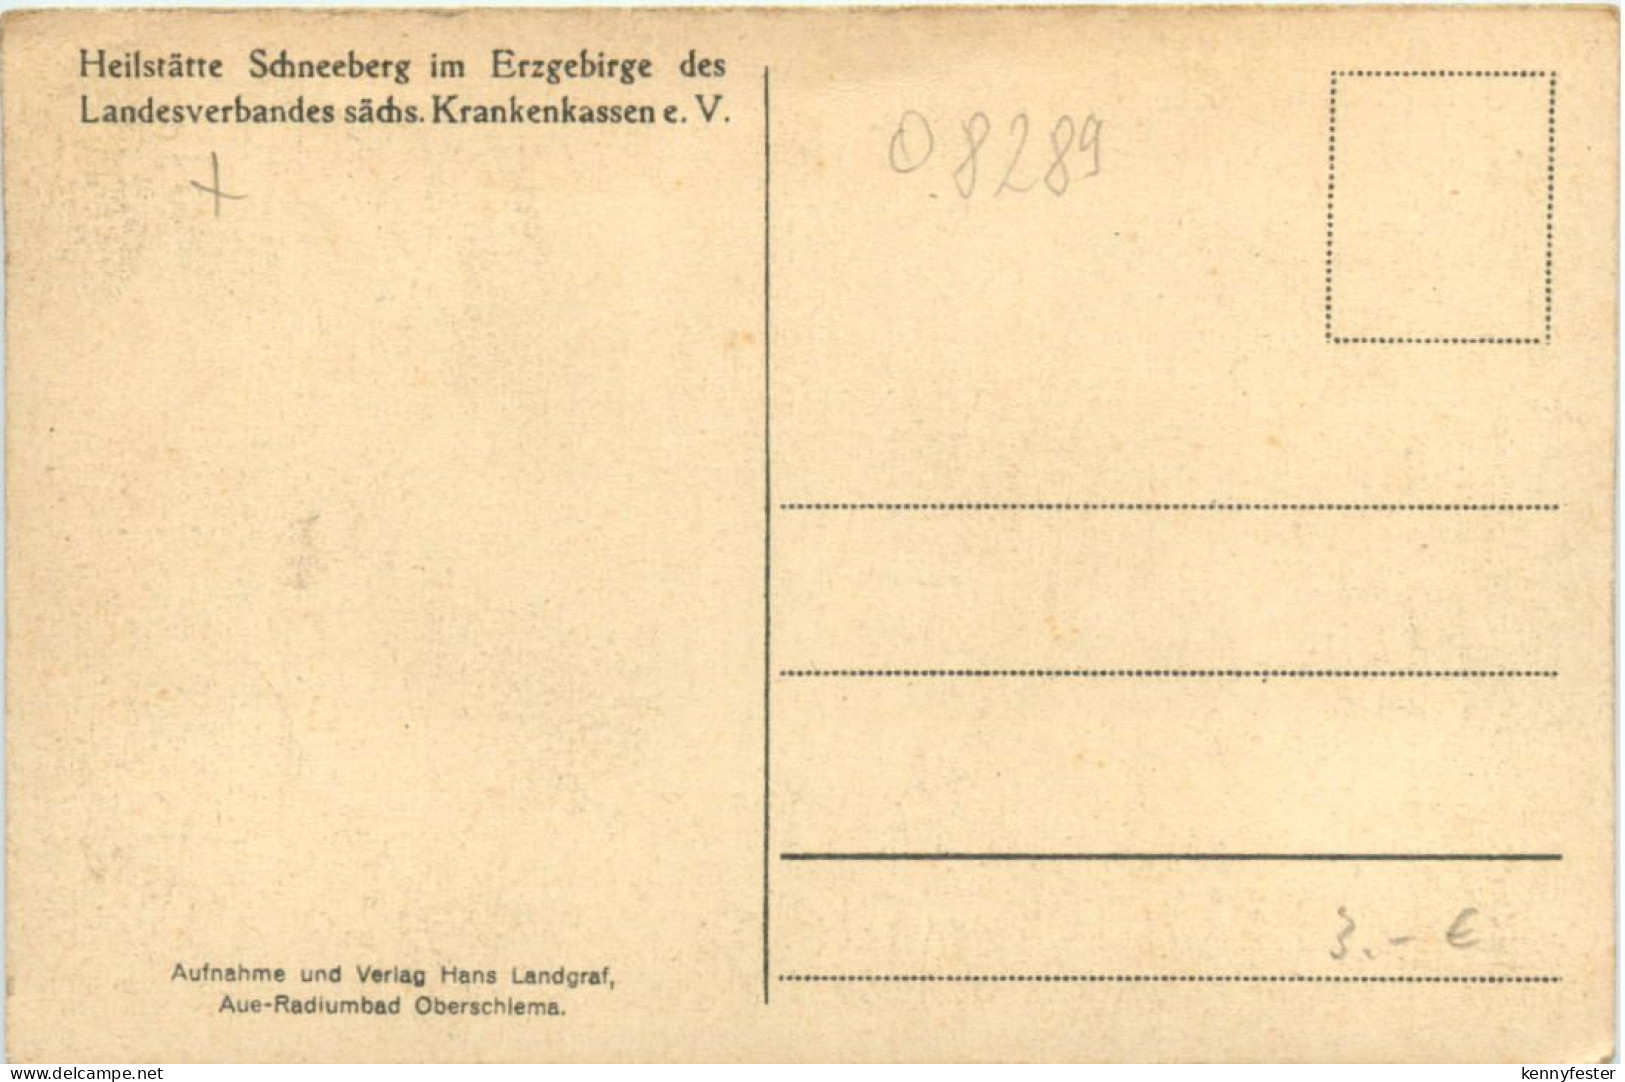 Heilstätte Schneeberg im Erzgebirge des
Landesverbandes sächs. Krankenkassen e. V.
08289
3.- €
Aufnahme und Verlag Hans Landgraf,
Aue-Radiumbad Oberschlema.
www.delcampe.net
kennyfester